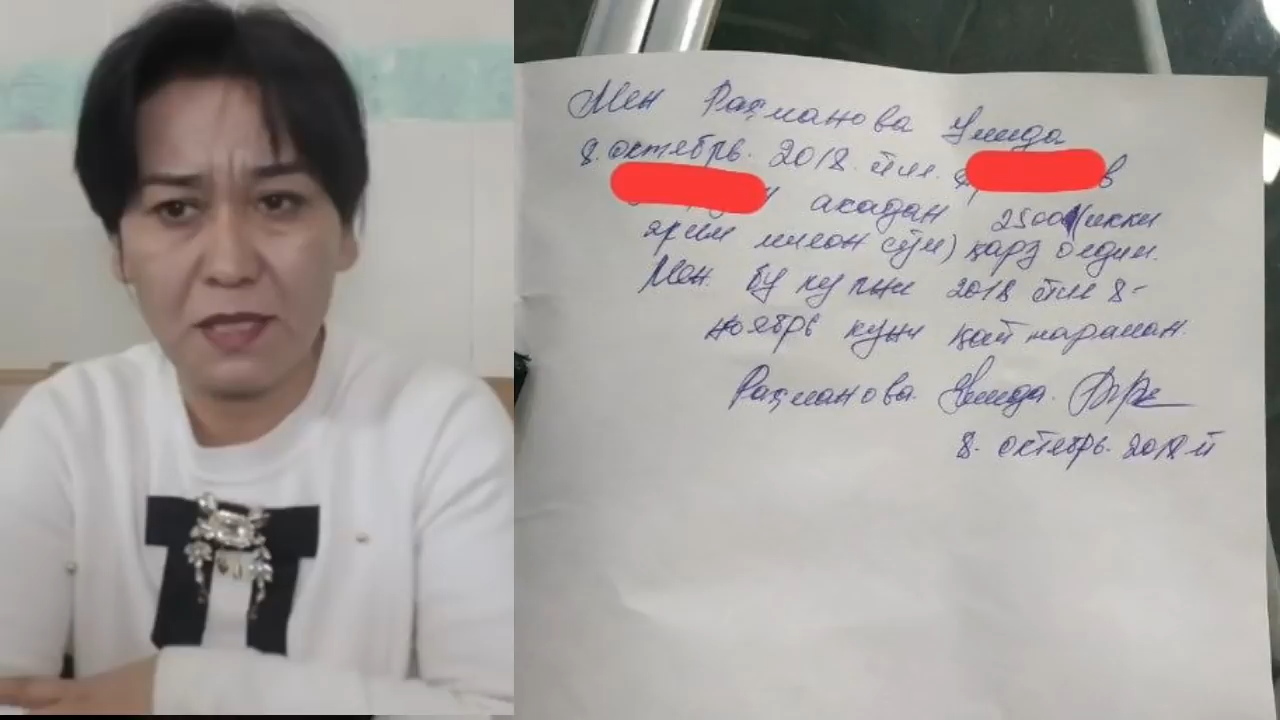 Мен Рахманова Умида
8. октябрь. 2018. йил. в
акадан 2500 (икки
ярим милон сўм) қарз олдим.
Мен. бу пулни 2018 йил 8-
ноябрь куни қайтараман.
Рахманова. Умида.
8. октябрь. 2018 й